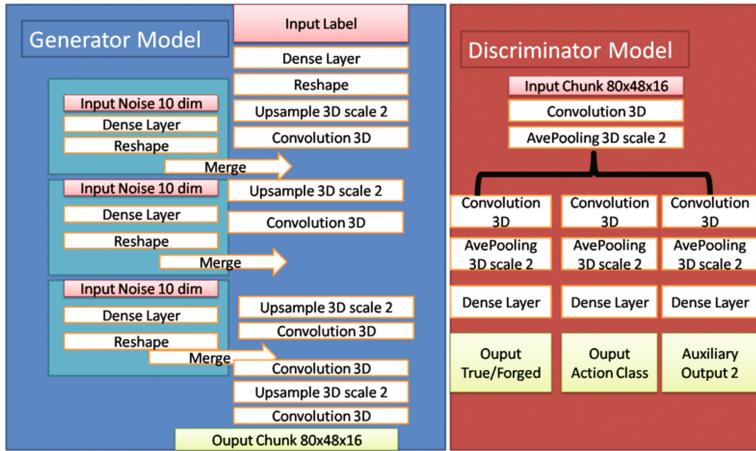 Generator Model
Input Label
Dense Layer
Reshape
Upsample 3D scale 2
Convolution 3D
Input Noise 10 dim
Dense Layer
Reshape
Merge
Input Noise 10 dim
Dense Layer
Reshape
Merge
Upsample 3D scale 2
Convolution 3D
Input Noise 10 dim
Dense Layer
Reshape
Merge
Upsample 3D scale 2
Convolution 3D
Convolution 3D
Upsample 3D scale 2
Convolution 3D
Ouput Chunk 80x48x16
Discriminator Model
Input Chunk 80x48x16
Convolution 3D
AvePooling 3D scale 2
Convolution
3D
AvePooling
3D scale 2
Dense Layer
Ouput
True/Forged
Convolution
3D
AvePooling
3D scale 2
Dense Layer
Ouput
Action Class
Convolution
3D
AvePooling
3D scale 2
Dense Layer
Auxiliary
Output 2